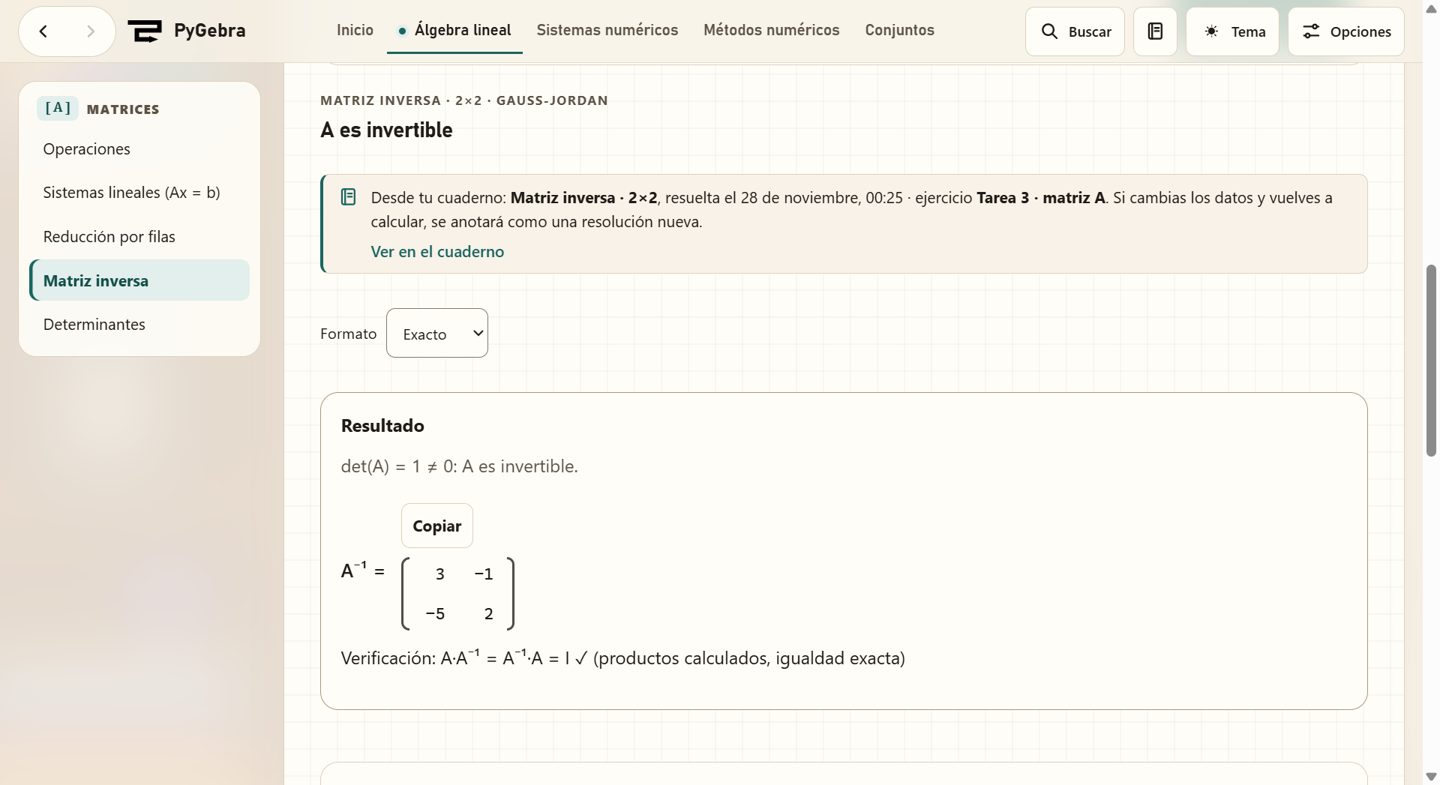 PyGebra
Inicio
Álgebra lineal
Sistemas numéricos
Métodos numéricos
Conjuntos
Buscar
Tema
Opciones
[A] MATRICES
Operaciones
Sistemas lineales (Ax = b)
Reducción por filas
Matriz inversa
Determinantes
MATRIZ INVERSA · 2×2 · GAUSS-JORDAN
A es invertible
Desde tu cuaderno: Matriz inversa · 2×2, resuelta el 28 de noviembre, 00:25 · ejercicio Tarea 3 · matriz A. Si cambias los datos y vuelves a
calcular, se anotará como una resolución nueva.
Ver en el cuaderno
Formato
Exacto
Resultado
det(A) = 1 ≠ 0: A es invertible.
Copiar
A⁻¹ =
3 −1
−5 2
Verificación: A·A⁻¹ = A⁻¹·A = I ✓ (productos calculados, igualdad exacta)